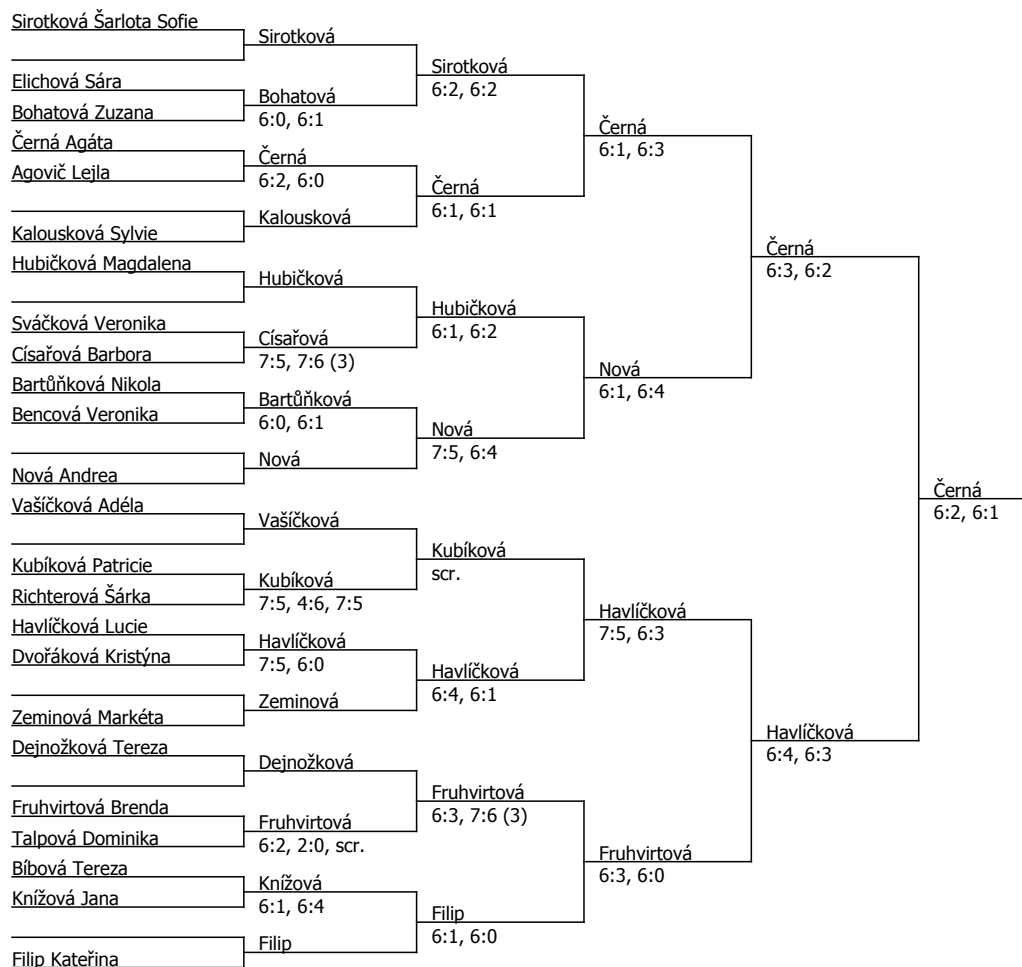 Sirotková Šarlota Sofie
Elichová Sára
Bohatová Zuzana
Černá Agáta
Agovič Lejla
Kalousková Sylvie
Hubičková Magdalena
Sváčková Veronika
Císařová Barbora
Bartůňková Nikola
Bencová Veronika
Nová Andrea
Vašíčková Adéla
Kubíková Patricie
Richterová Šárka
Havlíčková Lucie
Dvořáková Kristýna
Zeminová Markéta
Dejnožková Tereza
Fruhvirtová Brenda
Talpová Dominika
Bíbová Tereza
Knížová Jana
Filip Kateřina
Sirotková
Bohatová
6:0, 6:1
Černá
6:2, 6:0
Kalousková
Hubičková
Císařová
7:5, 7:6 (3)
Bartůňková
6:0, 6:1
Nová
Vašíčková
Kubíková
7:5, 4:6, 7:5
Havlíčková
7:5, 6:0
Zeminová
Dejnožková
Fruhvirtová
6:2, 2:0, scr.
Knížová
6:1, 6:4
Filip
Sirotková
6:2, 6:2
Černá
6:1, 6:1
Hubičková
6:1, 6:2
Nová
7:5, 6:4
Kubíková
scr.
Havlíčková
6:4, 6:1
Fruhvirtová
6:3, 7:6 (3)
Filip
6:1, 6:0
Černá
6:1, 6:3
Nová
6:1, 6:4
Havlíčková
7:5, 6:3
Fruhvirtová
6:3, 6:0
Černá
6:3, 6:2
Havlíčková
6:4, 6:3
Černá
6:2, 6:1